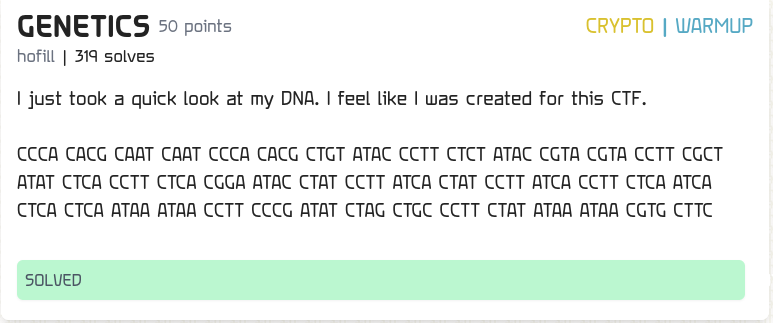 GENETICS 50 points CRYPTO | WARMUP
hofill | 319 solves
I just took a quick look at my DNA. I feel like I was created for this CTF.
CCCA CACG CAAT CAAT CCCA CACG CTGT ATAC CCTT CTCT ATAC CGTA CGTA CCTT CGCT
ATAT CTCA CCTT CTCA CGGA ATAC CTAT CCTT ATCA CTAT CCTT ATCA CCTT CTCA ATCA
CTCA CTCA ATAA ATAA CCTT CCCG ATAT CTAG CTGC CCTT CTAT ATAA ATAA CGTG CTTC
SOLVED